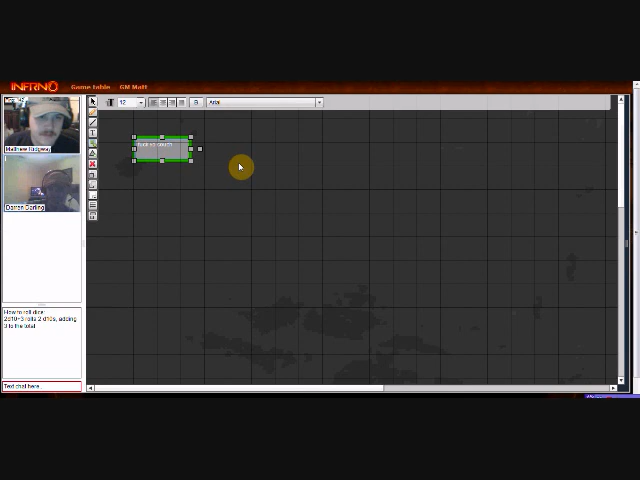 INFRNO
Game table
GM Matt
12
B
Arial
Matthew Ridgway
Darren Darling
How to roll dice:
2d10+3 rolls 2 d10s, adding
3 to the total
Text chat here...